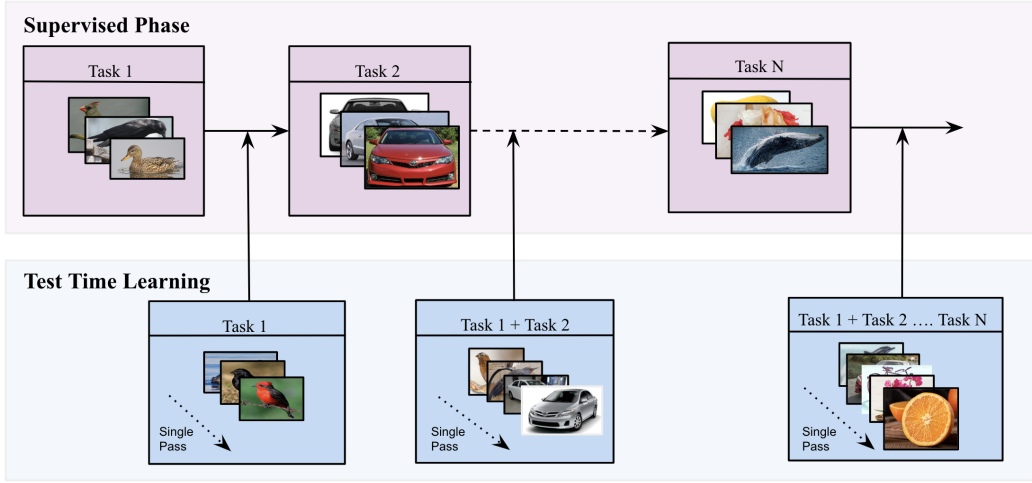 Supervised Phase
Task 1
Task 2
Task N
Test Time Learning
Task 1
Single
Pass
Task 1 + Task 2
Single
Pass
Task 1 + Task 2 .... Task N
Single
Pass